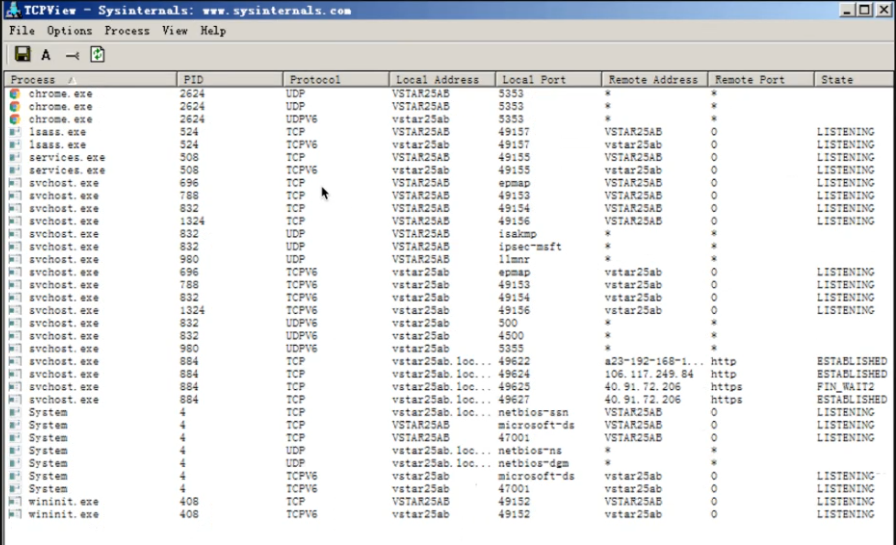 TCPView - Sysinternals: www.sysinternals.com
File Options Process View Help
A
Process PID Protocol Local Address Local Port Remote Address Remote Port State
chrome.exe 2624 UDP VSTAR25AB 5353 * *
chrome.exe 2624 UDP VSTAR25AB 5353 * *
chrome.exe 2624 UDPV6 vstar25ab 5353 * *
lsass.exe 524 TCP VSTAR25AB 49157 VSTAR25AB 0 LISTENING
lsass.exe 524 TCPV6 vstar25ab 49157 vstar25ab 0 LISTENING
services.exe 508 TCP VSTAR25AB 49155 VSTAR25AB 0 LISTENING
services.exe 508 TCPV6 vstar25ab 49155 vstar25ab 0 LISTENING
svchost.exe 696 TCP VSTAR25AB epmap VSTAR25AB 0 LISTENING
svchost.exe 788 TCP VSTAR25AB 49153 VSTAR25AB 0 LISTENING
svchost.exe 832 TCP VSTAR25AB 49154 VSTAR25AB 0 LISTENING
svchost.exe 1324 TCP VSTAR25AB 49156 VSTAR25AB 0 LISTENING
svchost.exe 832 UDP VSTAR25AB isakmp * *
svchost.exe 832 UDP VSTAR25AB ipsec-msft * *
svchost.exe 980 UDP VSTAR25AB llmnr * *
svchost.exe 696 TCPV6 vstar25ab epmap vstar25ab 0 LISTENING
svchost.exe 788 TCPV6 vstar25ab 49153 vstar25ab 0 LISTENING
svchost.exe 832 TCPV6 vstar25ab 49154 vstar25ab 0 LISTENING
svchost.exe 1324 TCPV6 vstar25ab 49156 vstar25ab 0 LISTENING
svchost.exe 832 UDPV6 vstar25ab 500 * *
svchost.exe 832 UDPV6 vstar25ab 4500 * *
svchost.exe 980 UDPV6 vstar25ab 5355 * *
svchost.exe 884 TCP vstar25ab.loc... 49622 a23-192-168-1... http ESTABLISHED
svchost.exe 884 TCP vstar25ab.loc... 49624 106.117.249.84 http ESTABLISHED
svchost.exe 884 TCP vstar25ab.loc... 49625 40.91.72.206 https FIN_WAIT2
svchost.exe 884 TCP vstar25ab.loc... 49627 40.91.72.206 https ESTABLISHED
System 4 TCP vstar25ab.loc... netbios-ssn VSTAR25AB 0 LISTENING
System 4 TCP VSTAR25AB microsoft-ds VSTAR25AB 0 LISTENING
System 4 TCP VSTAR25AB 47001 VSTAR25AB 0 LISTENING
System 4 UDP vstar25ab.loc... netbios-ns * *
System 4 UDP vstar25ab.loc... netbios-dgm * *
System 4 TCPV6 vstar25ab microsoft-ds vstar25ab 0 LISTENING
System 4 TCPV6 vstar25ab 47001 vstar25ab 0 LISTENING
wininit.exe 408 TCP VSTAR25AB 49152 VSTAR25AB 0 LISTENING
wininit.exe 408 TCPV6 vstar25ab 49152 vstar25ab 0 LISTENING